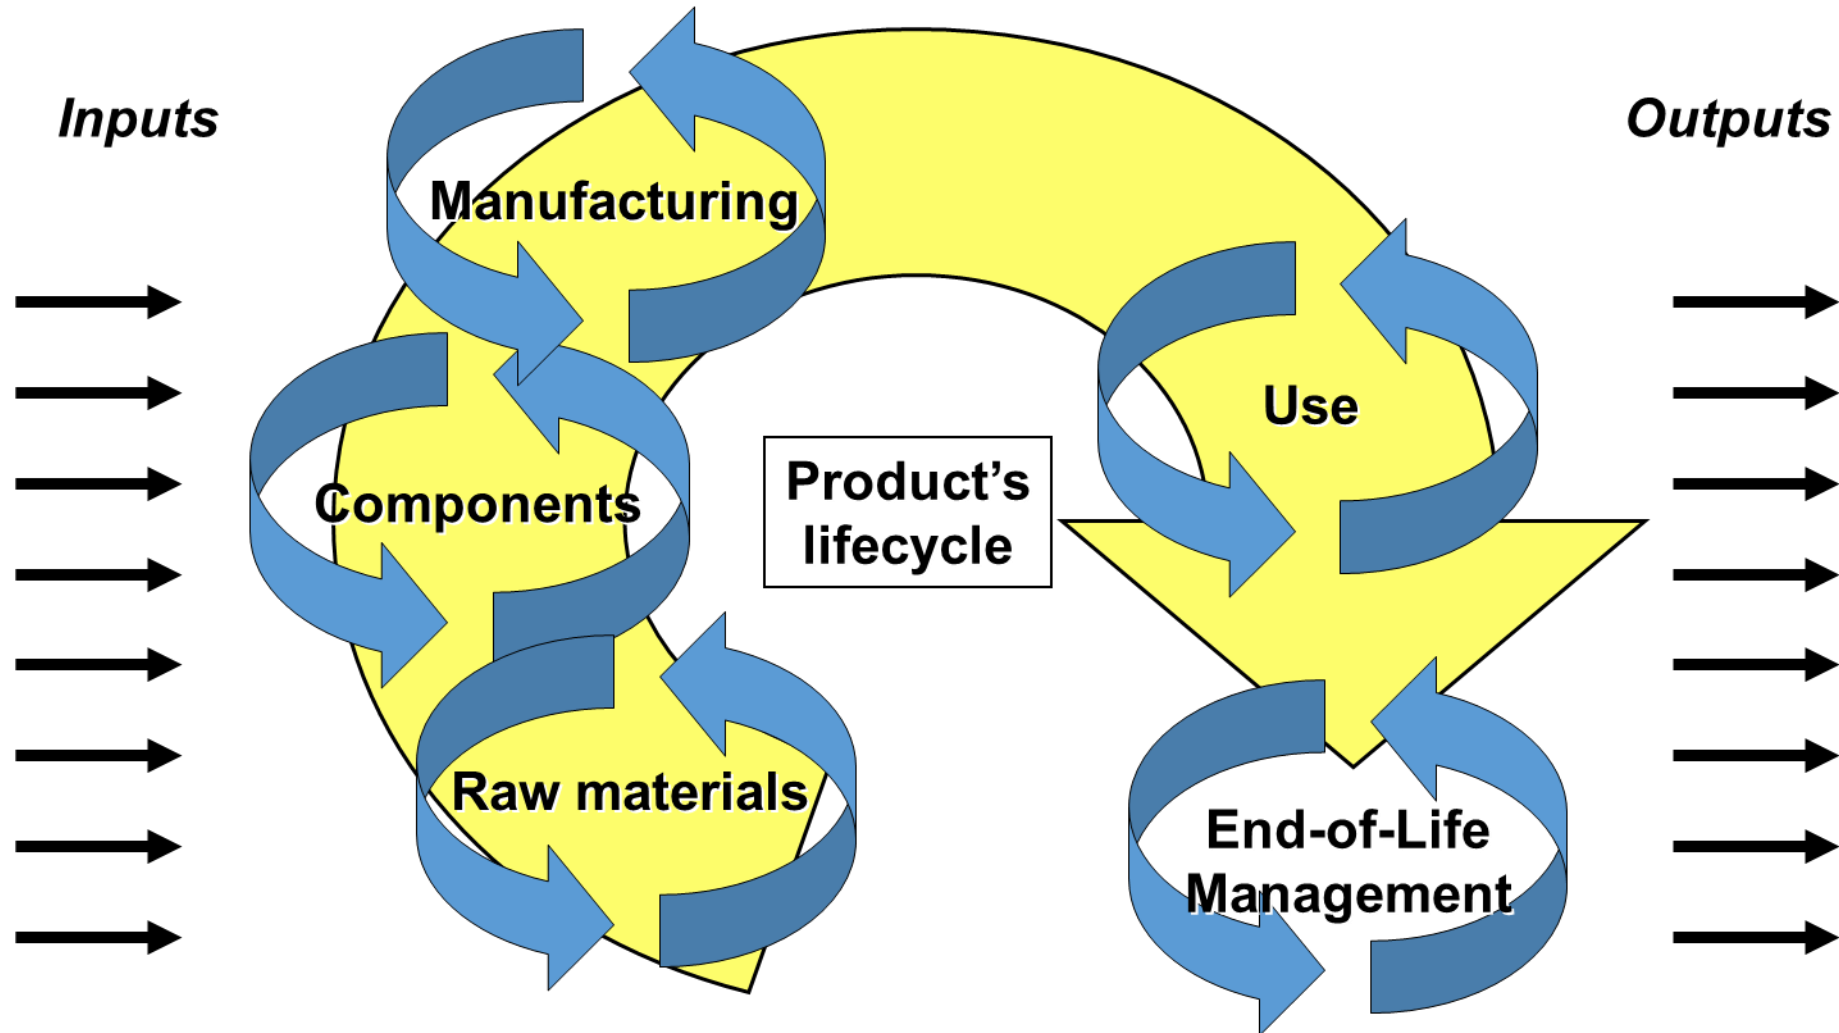 Inputs
Outputs
Manufacturing
Use
Components
Product’s
lifecycle
Raw materials
End-of-Life
Management